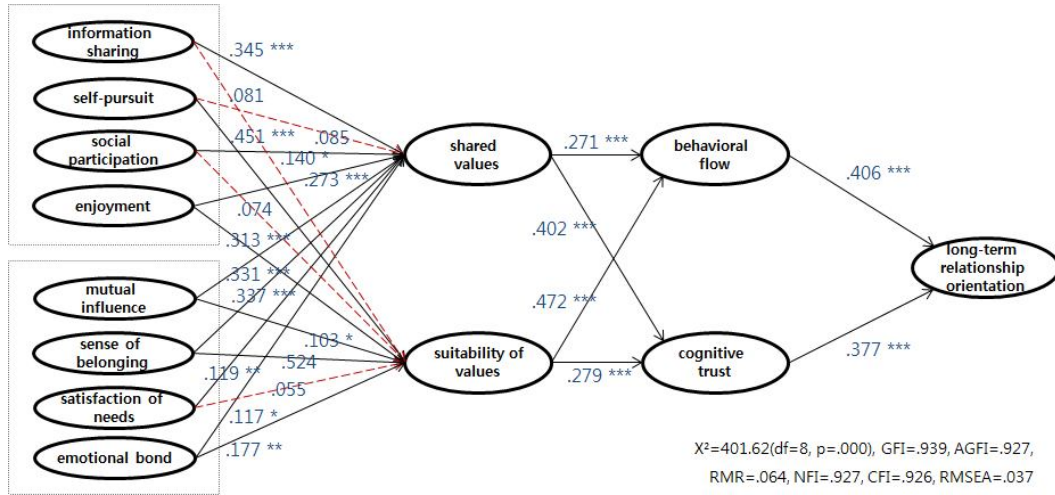 information
sharing
self-pursuit
social
participation
enjoyment
mutual
influence
sense of
belonging
satisfaction of
needs
emotional bond
.345 ***
.081
.451 ***
.085
.140 *
.273 ***
.074
.313 ***
.331 ***
.337 ***
.103 *
.524
.119 **
.055
.117 *
.177 **
shared
values
suitability of
values
.271 ***
.402 ***
.472 ***
.279 ***
behavioral
flow
cognitive
trust
.406 ***
.377 ***
long-term
relationship
orientation
X²=401.62(df=8, p=.000), GFI=.939, AGFI=.927,
RMR=.064, NFI=.927, CFI=.926, RMSEA=.037